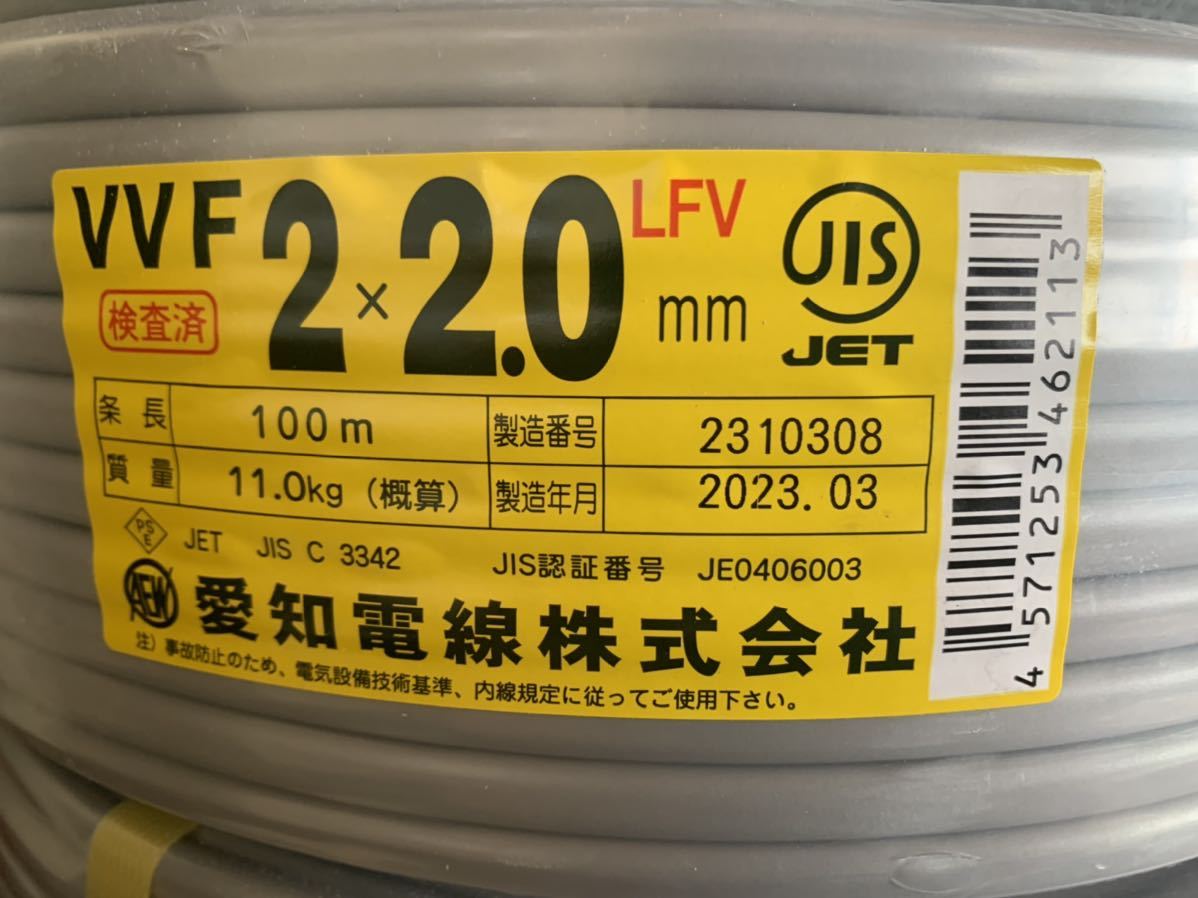 VVF 2×2.0 mm LFV
検査済
JIS
JET
条長 100m 製造番号 2310308
質量 11.0kg (概算) 製造年月 2023.03
PSE JET JIS C 3342 JIS認証番号 JE0406003
AEW 愛知電線株式会社
注) 事故防止のため、電気設備技術基準、内線規定に従ってご使用下さい。
4571253462113